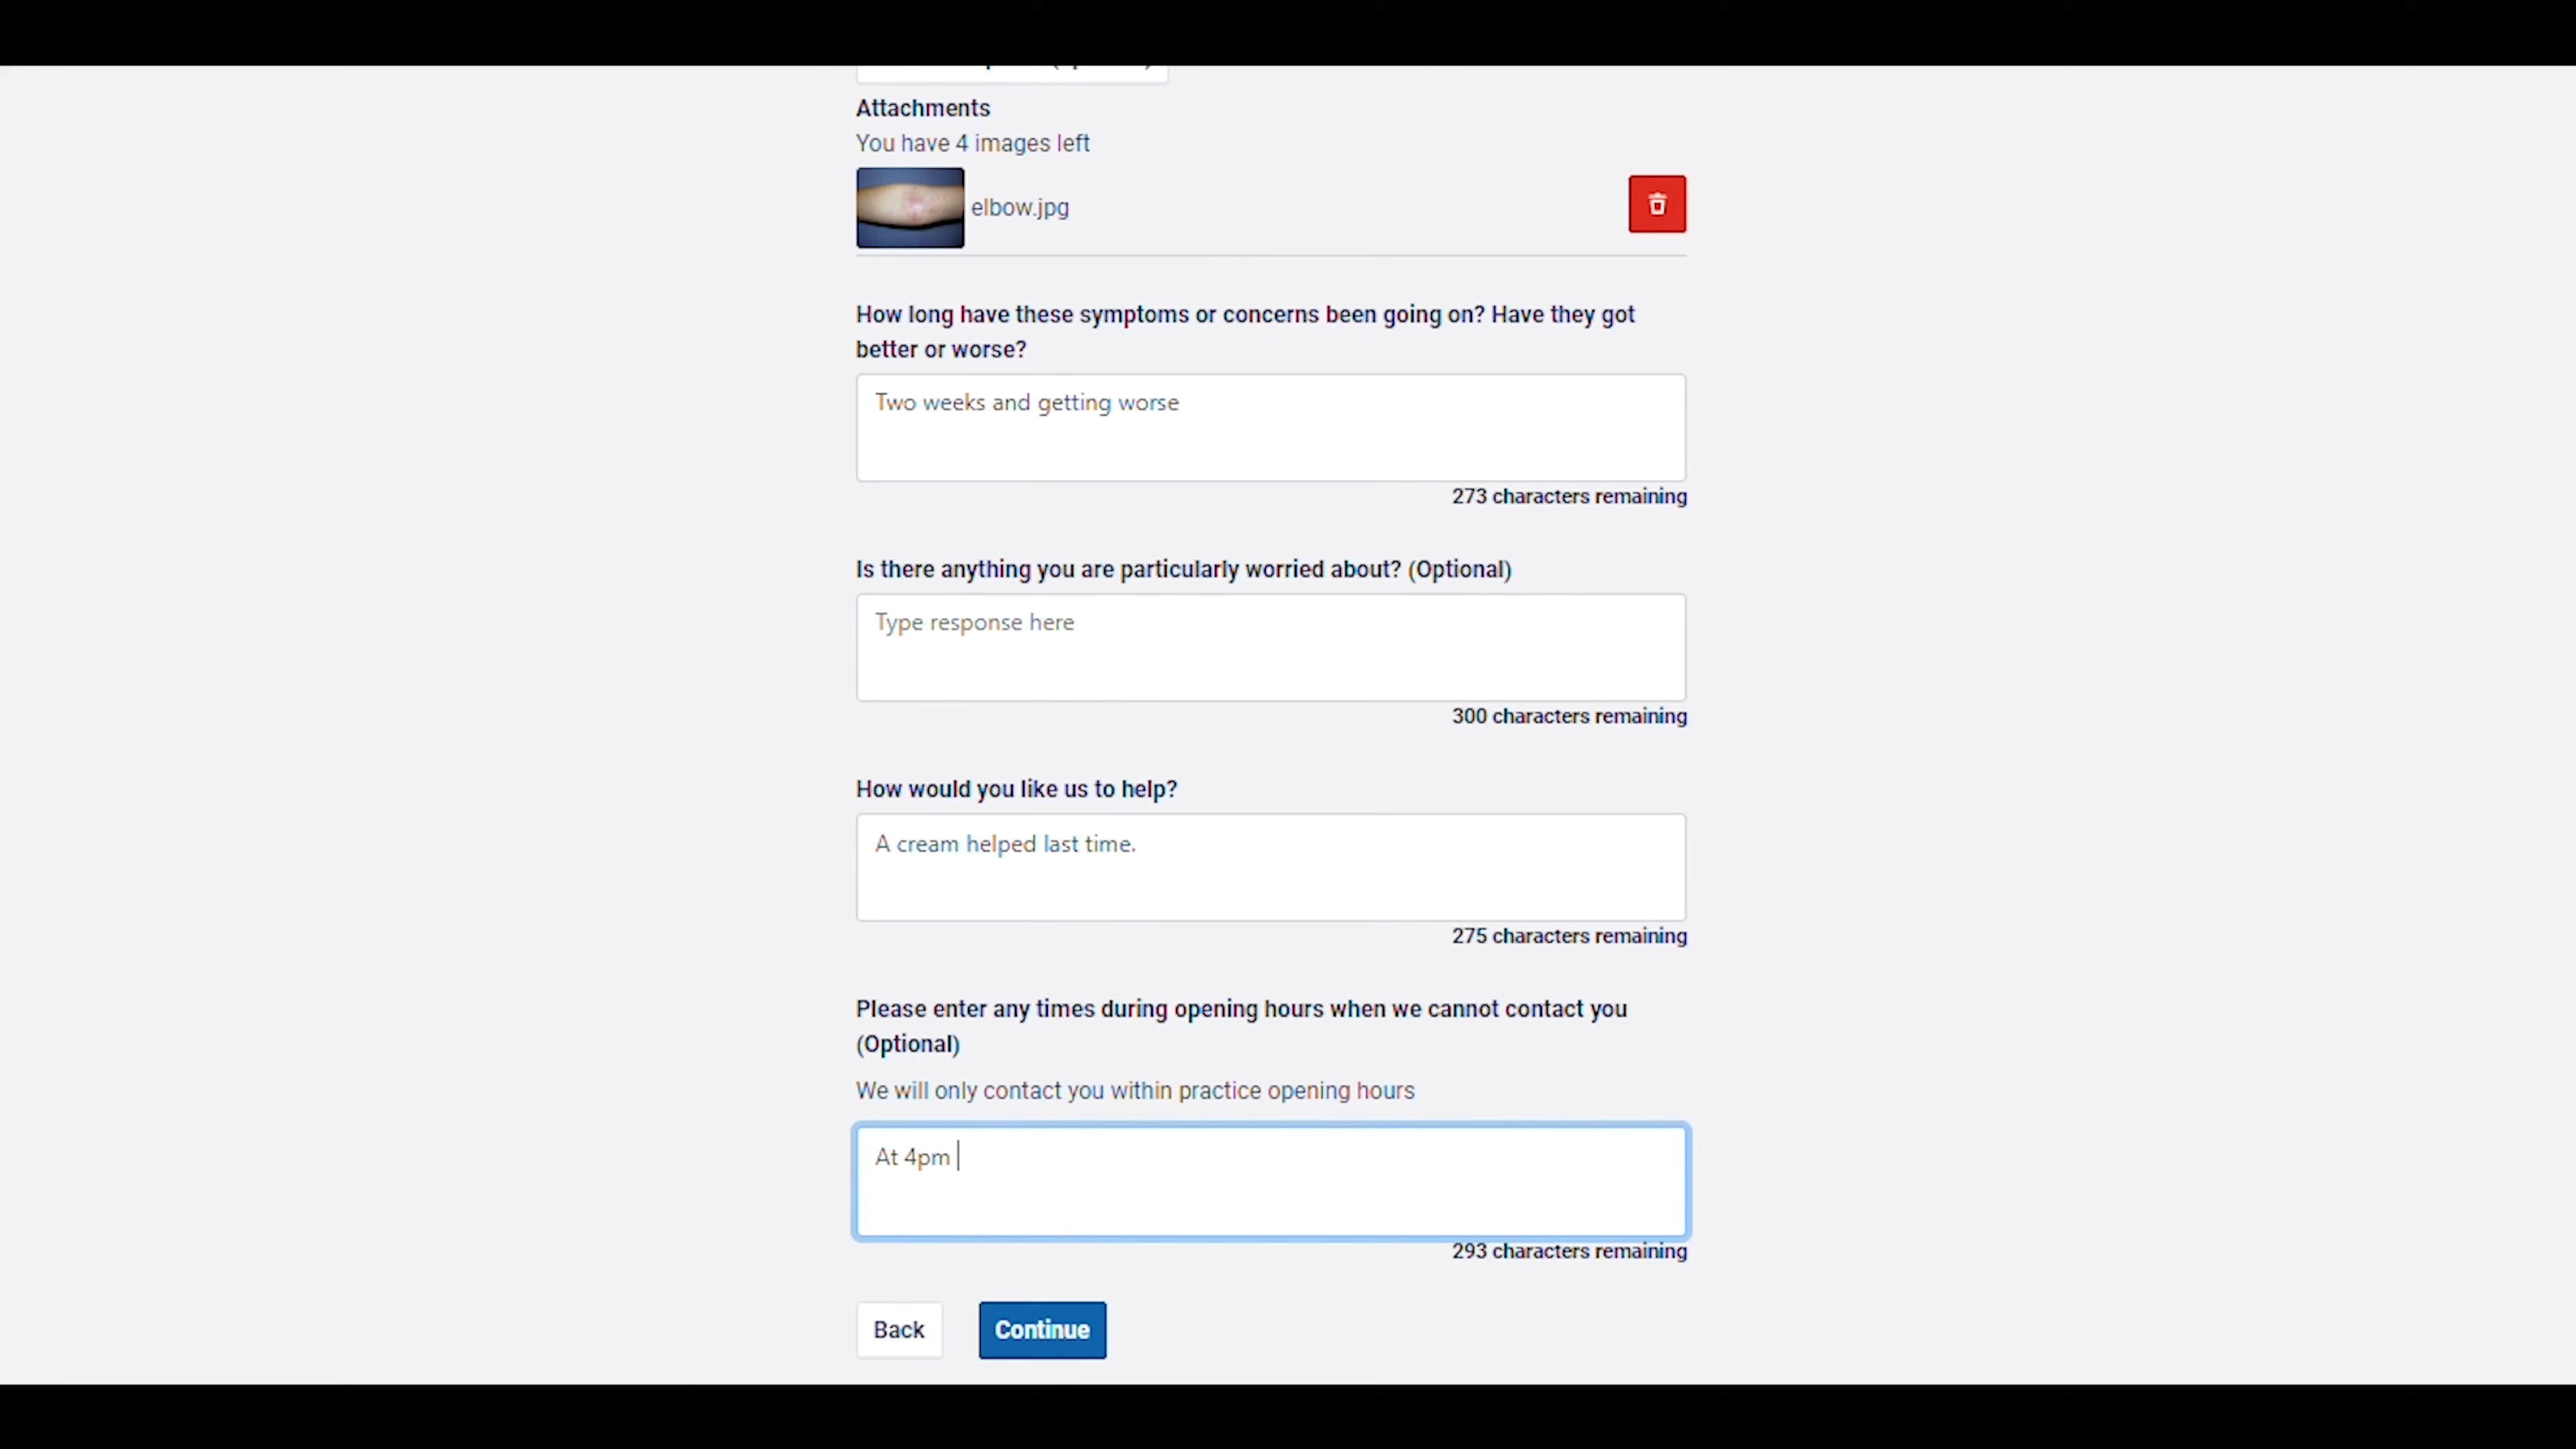 Attachments
You have 4 images left
elbow.jpg
How long have these symptoms or concerns been going on? Have they got
better or worse?
Two weeks and getting worse
273 characters remaining
Is there anything you are particularly worried about? (Optional)
Type response here
300 characters remaining
How would you like us to help?
A cream helped last time.
275 characters remaining
Please enter any times during opening hours when we cannot contact you
(Optional)
We will only contact you within practice opening hours
At 4pm
293 characters remaining
Back
Continue